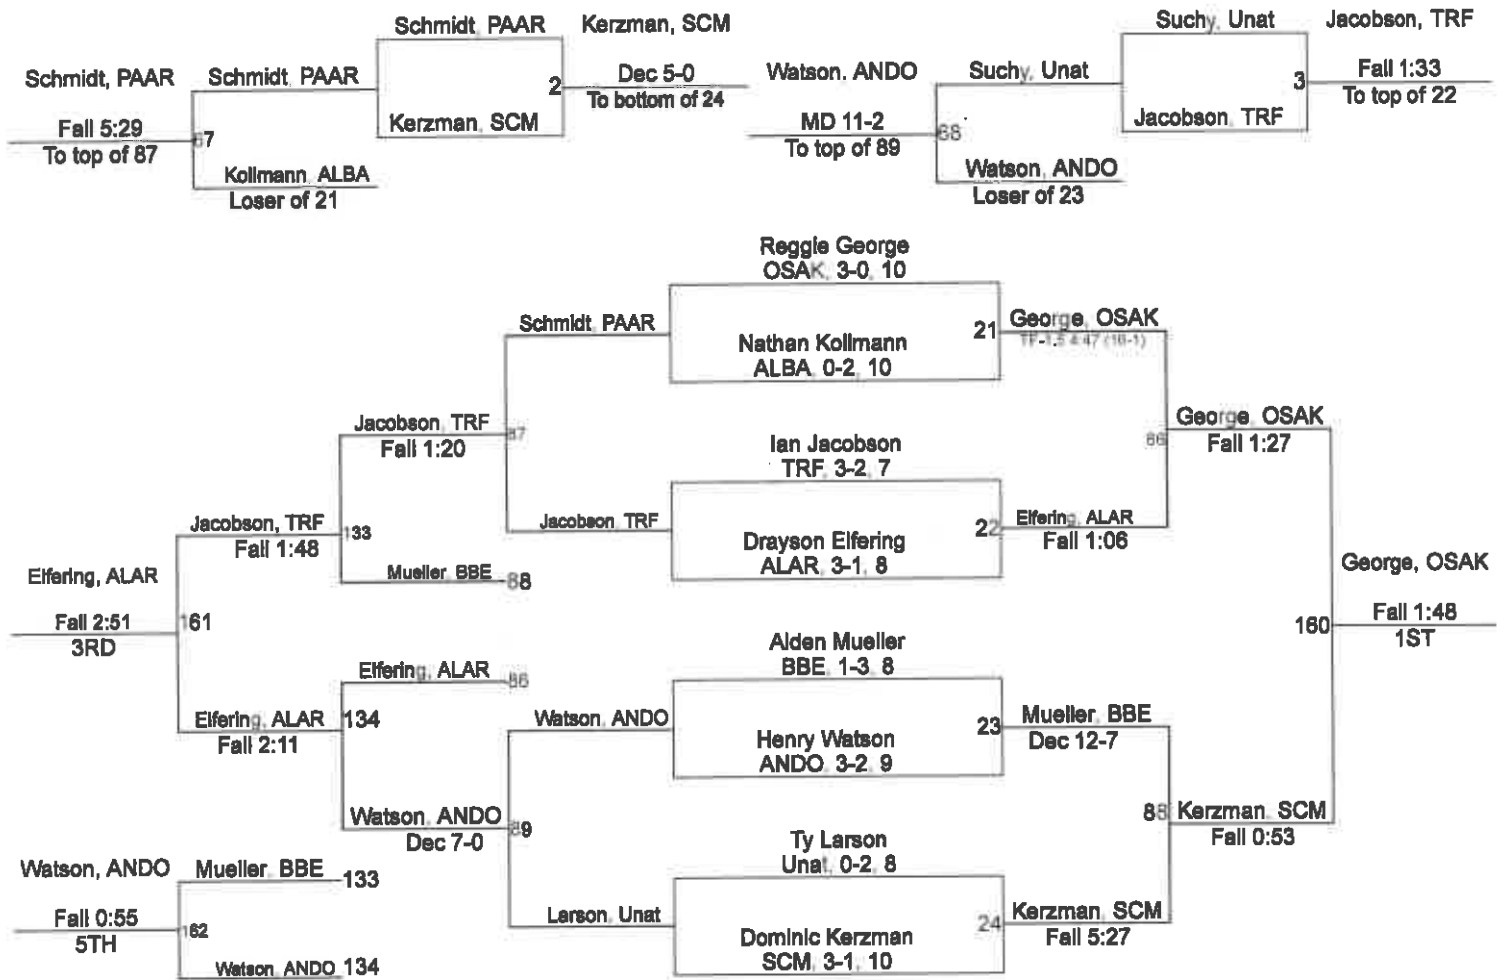 Schmidt, PAAR
Kerzman, SCM
Schmidt, PAAR
Schmidt, PAAR
2
Dec 5-0
To bottom of 24
Kerzman, SCM
Fall 5:29
To top of 87
67
Kollmann, ALBA
Loser of 21
Suchy, Unat
Jacobson, TRF
Watson. ANDO
Suchy, Unat
3
Fall 1:33
To top of 22
Jacobson, TRF
MD 11-2
To top of 89
68
Watson, ANDO
Loser of 23
Reggie George
OSAK, 3-0, 10
Schmidt, PAAR
21
George, OSAK
TF-1.5 4:47 (16-1)
Nathan Kollmann
ALBA, 0-2, 10
Jacobson, TRF
Fall 1:20
87
George, OSAK
Fall 1:27
86
Ian Jacobson
TRF, 3-2, 7
Jacobson, TRF
Fall 1:48
133
Jacobson, TRF
22
Elfering, ALAR
Fall 1:06
Drayson Elfering
ALAR, 3-1, 8
Mueller, BBE
88
Elfering, ALAR
Fall 2:51
3RD
161
George, OSAK
160
Fall 1:48
1ST
Aiden Mueller
BBE, 1-3, 8
Elfering, ALAR
86
Elfering, ALAR
Fall 2:11
134
Watson, ANDO
23
Mueller, BBE
Dec 12-7
Henry Watson
ANDO, 3-2, 9
Watson, ANDO
Dec 7-0
89
88
Kerzman, SCM
Fall 0:53
Ty Larson
Unat, 0-2, 8
Watson, ANDO
Mueller, BBE
133
Fall 0:55
5TH
162
Larson, Unat
24
Kerzman, SCM
Fall 5:27
Dominic Kerzman
SCM, 3-1, 10
Watson, ANDO
134